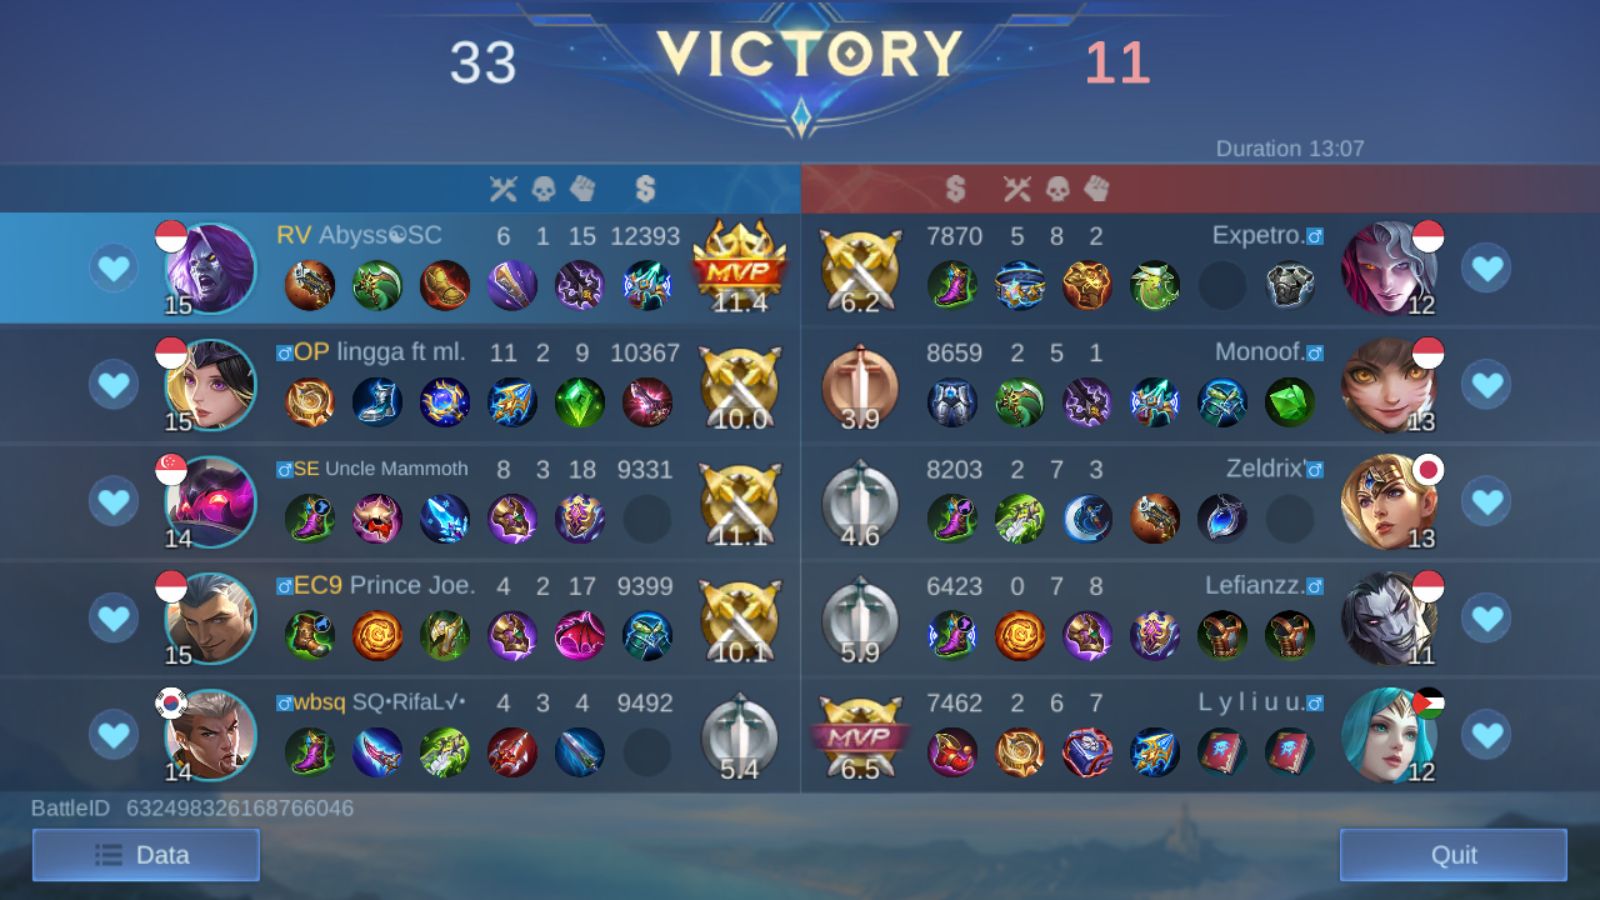 33 VICTORY 11
Duration 13:07
RV Abyss☯SC 6 1 15 12393
15 MVP 11.4
7870 5 8 2 Expetro.♂
6.2 12
♂OP lingga ft ml. 11 2 9 10367
15 10.0
8659 2 5 1 Monoof.♂
3.9 13
♂SE Uncle Mammoth 8 3 18 9331
14 11.1
8203 2 7 3 Zeldrix'♂
4.6 13
♂EC9 Prince Joe. 4 2 17 9399
15 10.1
6423 0 7 8 Lefianzz.♂
5.9 11
♂wbsq SQ•RifaL√• 4 3 4 9492
14 5.4
7462 2 6 7 L y l i u u.♂
MVP 6.5 12
BattleID 632498326168766046
Data
Quit